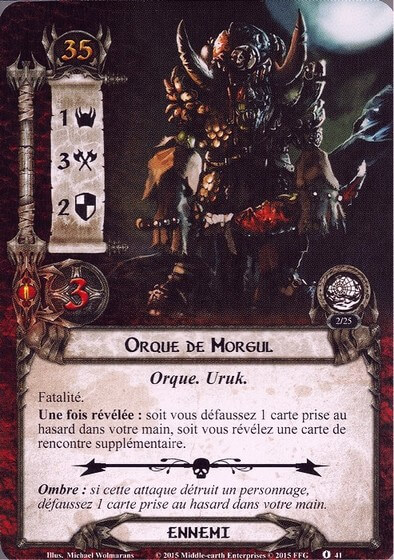 35
1
3
2
3
2/25
Orque de Morgul
Orque. Uruk.
Fatalité.
Une fois révélée : soit vous défaussez 1 carte prise au
hasard dans votre main, soit vous révélez une carte de
rencontre supplémentaire.
Ombre : si cette attaque détruit un personnage,
défaussez 1 carte prise au hasard dans votre main.
ENNEMI
Illus. Michael Wolmarans © 2015 Middle-earth Enterprises © 2015 FFG 41